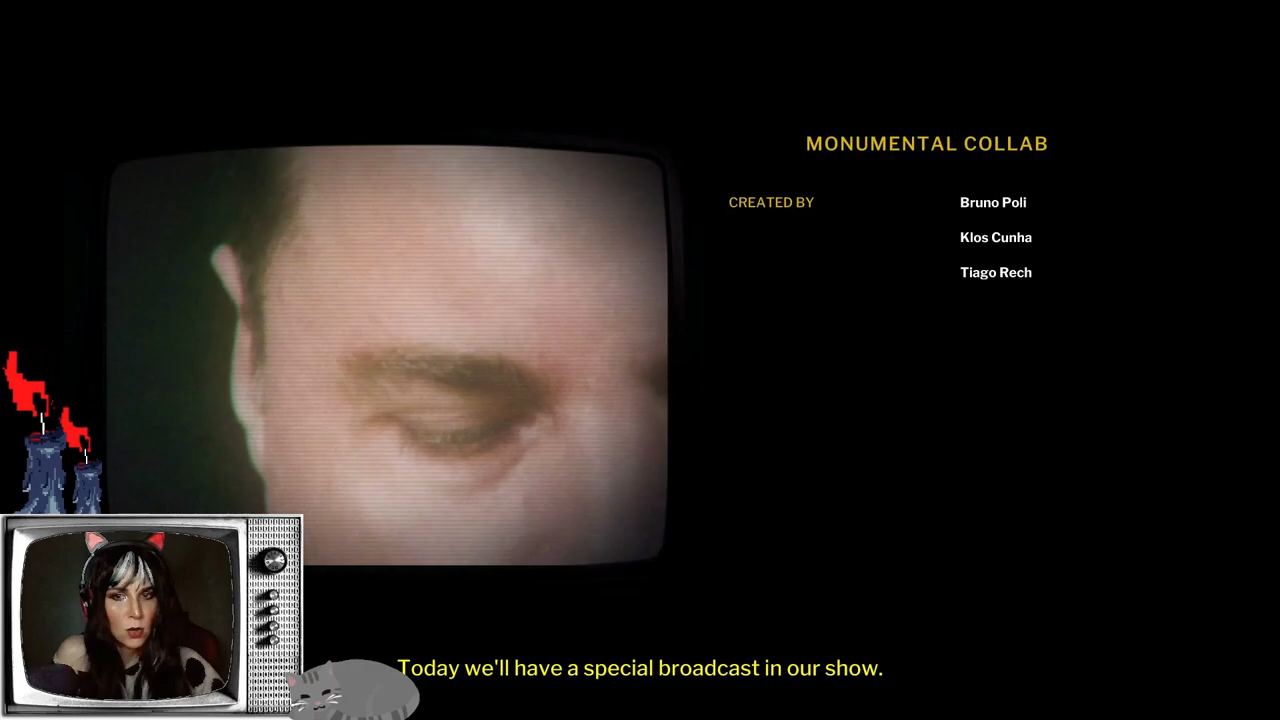 MONUMENTAL COLLAB
CREATED BY Bruno Poli
Klos Cunha
Tiago Rech
Today we'll have a special broadcast in our show.